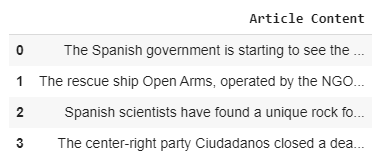 Article Content
0 The Spanish government is starting to see the ...
1 The rescue ship Open Arms, operated by the NGO...
2 Spanish scientists have found a unique rock fo...
3 The center-right party Ciudadanos closed a dea...